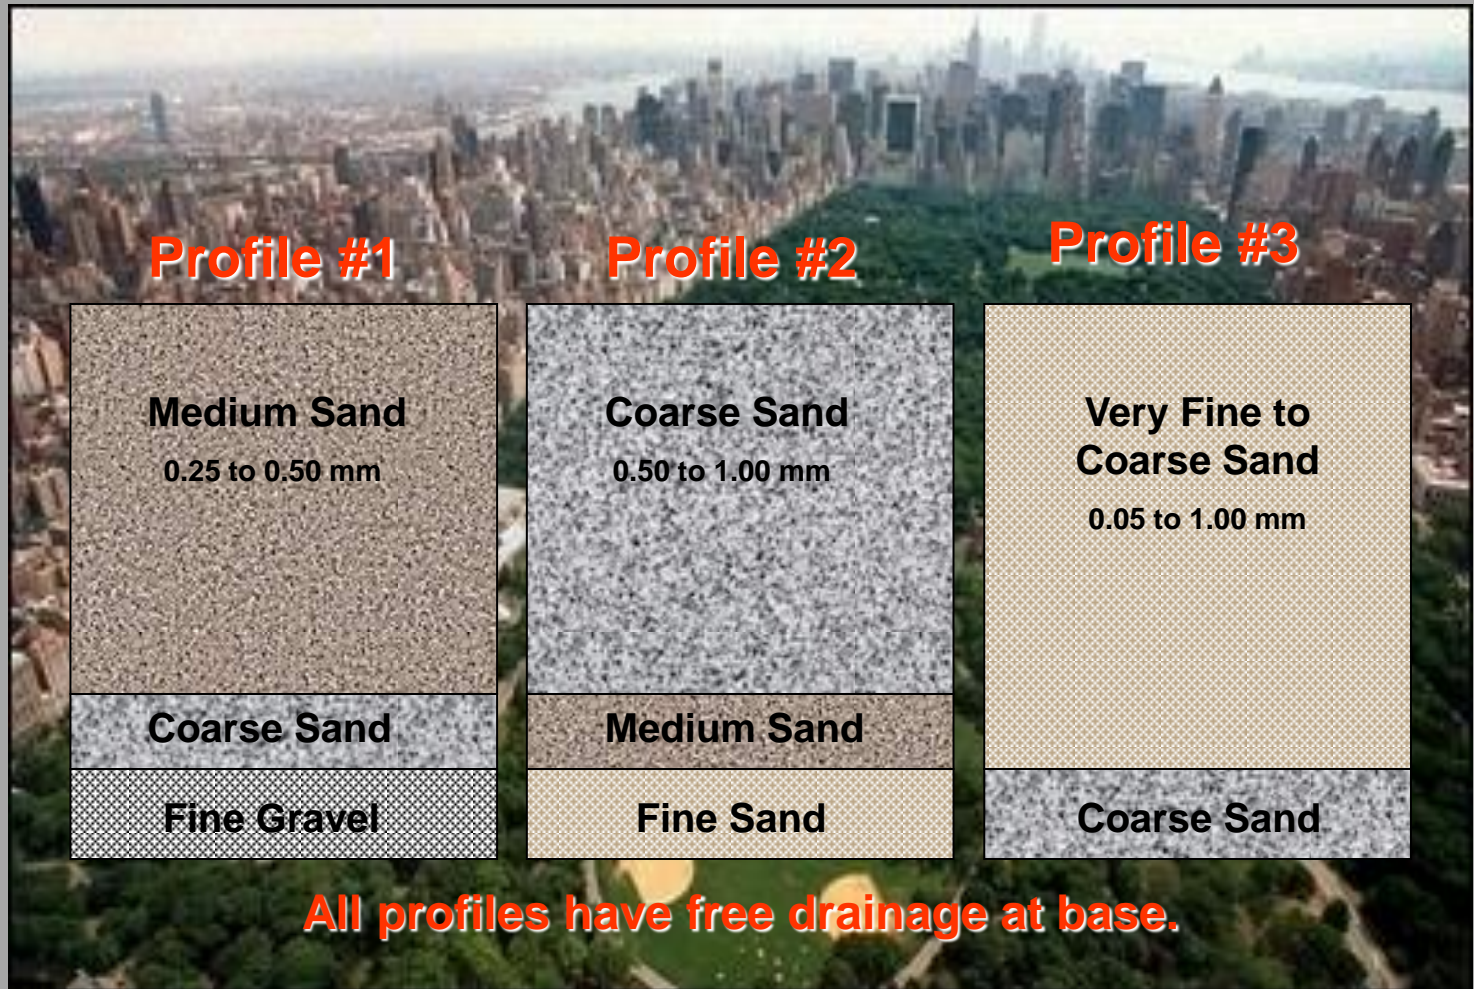 Profile #1
Medium Sand
0.25 to 0.50 mm
Coarse Sand
Fine Gravel
Profile #2
Coarse Sand
0.50 to 1.00 mm
Medium Sand
Fine Sand
Profile #3
Very Fine to
Coarse Sand
0.05 to 1.00 mm
Coarse Sand
All profiles have free drainage at base.